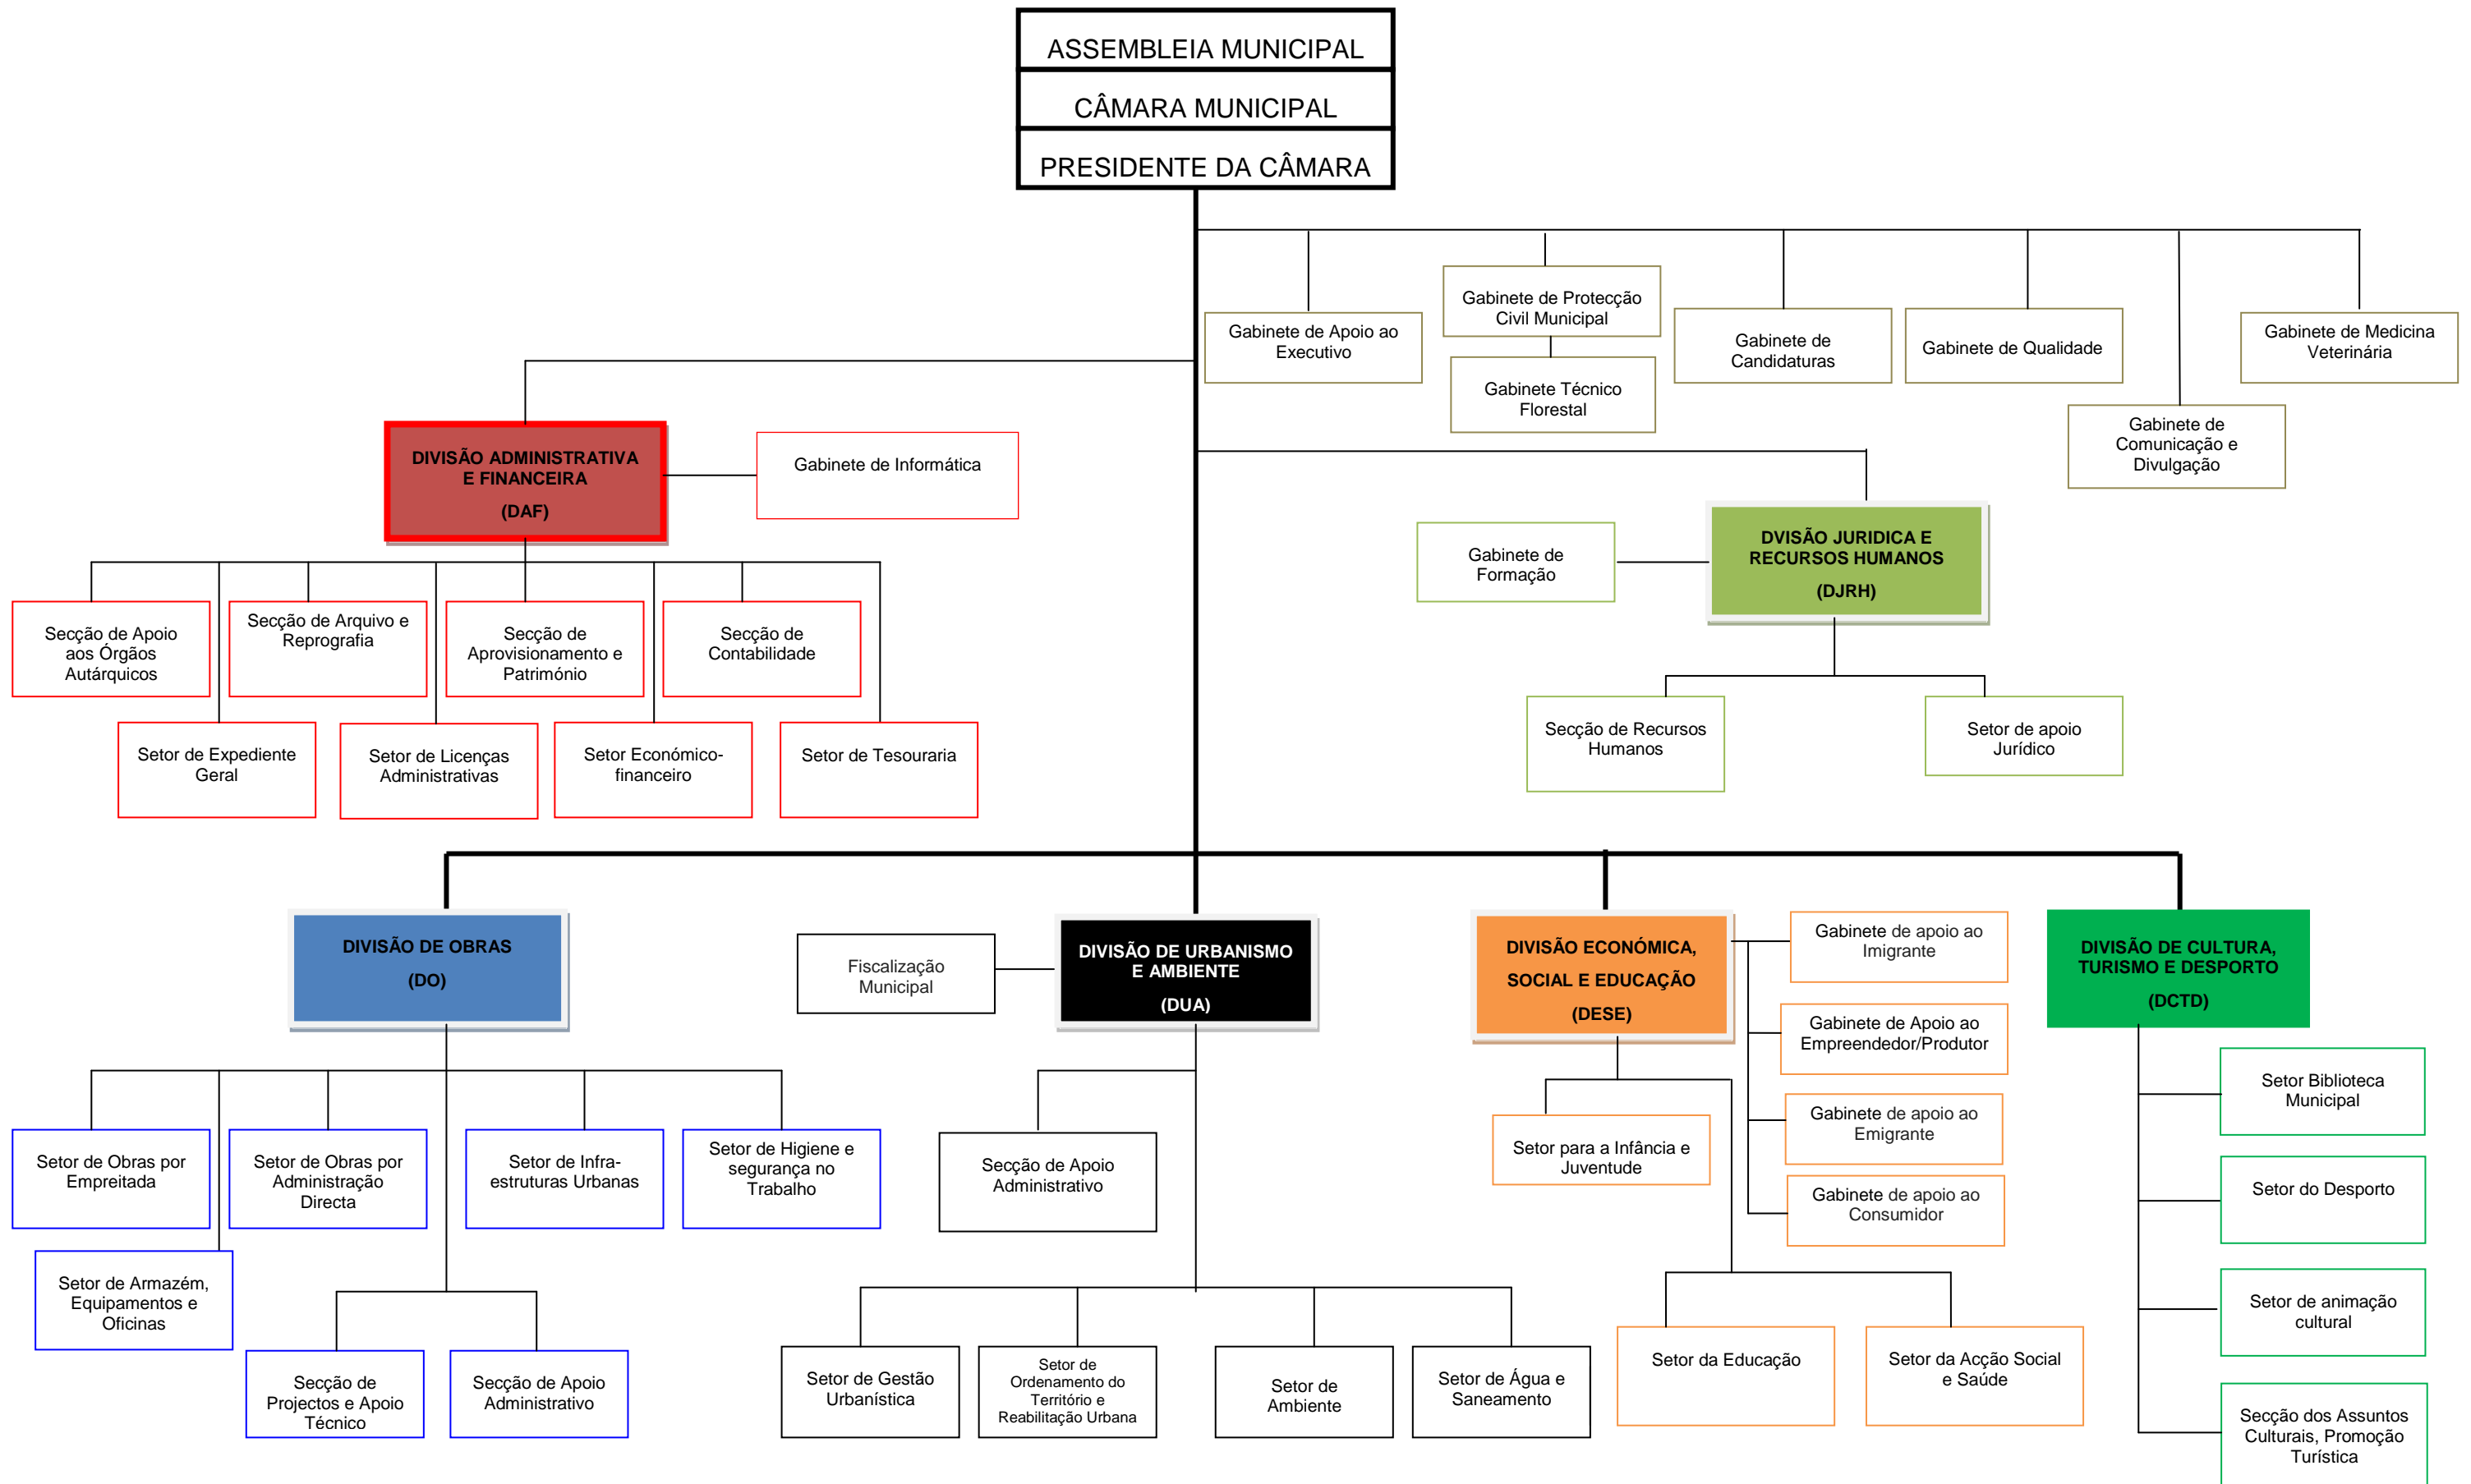 ASSEMBLEIA MUNICIPAL
CÂMARA MUNICIPAL
PRESIDENTE DA CÂMARA
Gabinete de Apoio ao
Executivo
Gabinete de Protecção
Civil Municipal
Gabinete Técnico
Florestal
Gabinete de
Candidaturas
Gabinete de Qualidade
Gabinete de
Comunicação e
Divulgação
Gabinete de Medicina
Veterinária
DIVISÃO ADMINISTRATIVA
E FINANCEIRA
(DAF)
Gabinete de Informática
Secção de Apoio
aos Órgãos
Autárquicos
Secção de Arquivo e
Reprografia
Secção de
Aprovisionamento e
Património
Secção de
Contabilidade
Setor de Expediente
Geral
Setor de Licenças
Administrativas
Setor Económico-
financeiro
Setor de Tesouraria
Gabinete de
Formação
DVISÃO JURIDICA E
RECURSOS HUMANOS
(DJRH)
Secção de Recursos
Humanos
Setor de apoio
Jurídico
DIVISÃO DE OBRAS
(DO)
Setor de Obras por
Empreitada
Setor de Obras por
Administração
Directa
Setor de Infra-
estruturas Urbanas
Setor de Higiene e
segurança no
Trabalho
Setor de Armazém,
Equipamentos e
Oficinas
Secção de
Projectos e Apoio
Técnico
Secção de Apoio
Administrativo
Fiscalização
Municipal
DIVISÃO DE URBANISMO
E AMBIENTE
(DUA)
Secção de Apoio
Administrativo
Setor de Gestão
Urbanística
Setor de
Ordenamento do
Território e
Reabilitação Urbana
Setor de
Ambiente
Setor de Água e
Saneamento
DIVISÃO ECONÓMICA,
SOCIAL E EDUCAÇÃO
(DESE)
Gabinete de apoio ao
Imigrante
Gabinete de Apoio ao
Empreendedor/Produtor
Gabinete de apoio ao
Emigrante
Gabinete de apoio ao
Consumidor
Setor para a Infância e
Juventude
Setor da Educação
Setor da Acção Social
e Saúde
DIVISÃO DE CULTURA,
TURISMO E DESPORTO
(DCTD)
Setor Biblioteca
Municipal
Setor do Desporto
Setor de animação
cultural
Secção dos Assuntos
Culturais, Promoção
Turística